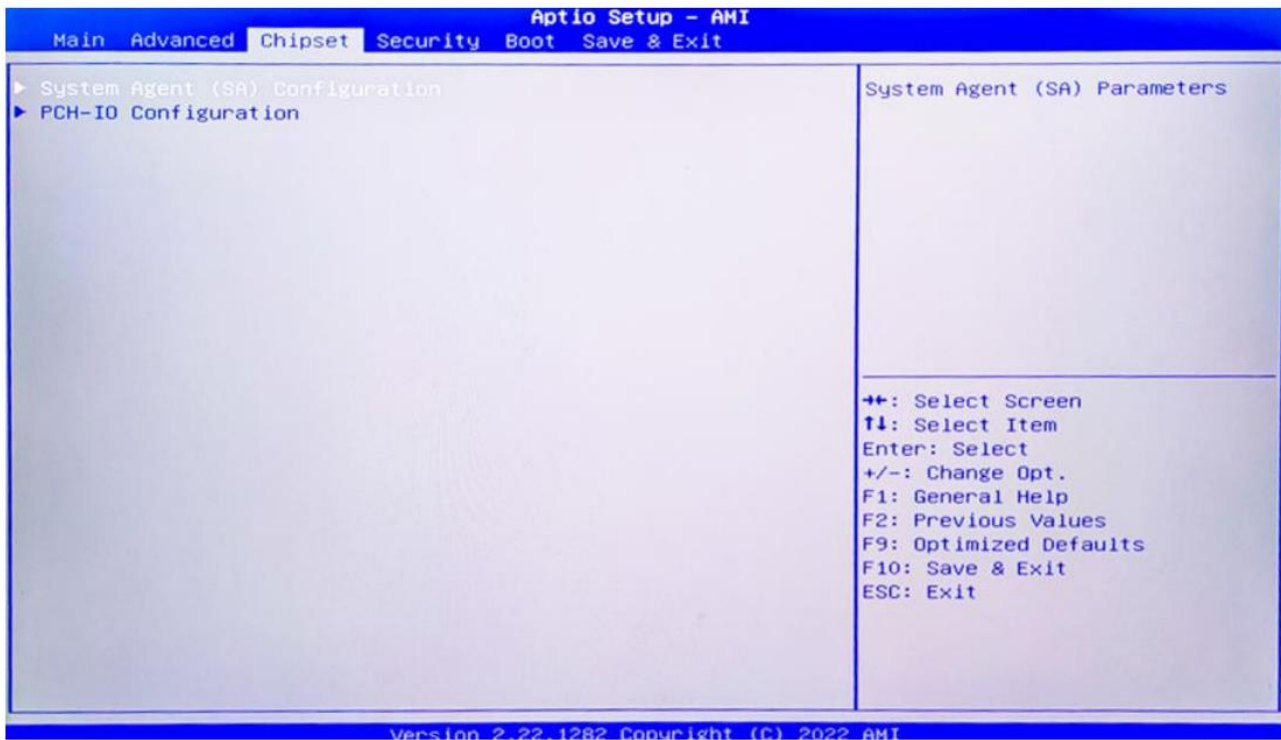 Aptio Setup - AMI
Main Advanced Chipset Security Boot Save & Exit
► System Agent (SA) Configuration
► PCH-IO Configuration
System Agent (SA) Parameters
→←: Select Screen
↑↓: Select Item
Enter: Select
+/-: Change Opt.
F1: General Help
F2: Previous Values
F9: Optimized Defaults
F10: Save & Exit
ESC: Exit
Version 2.22.1282 Copyright (C) 2022 AMI